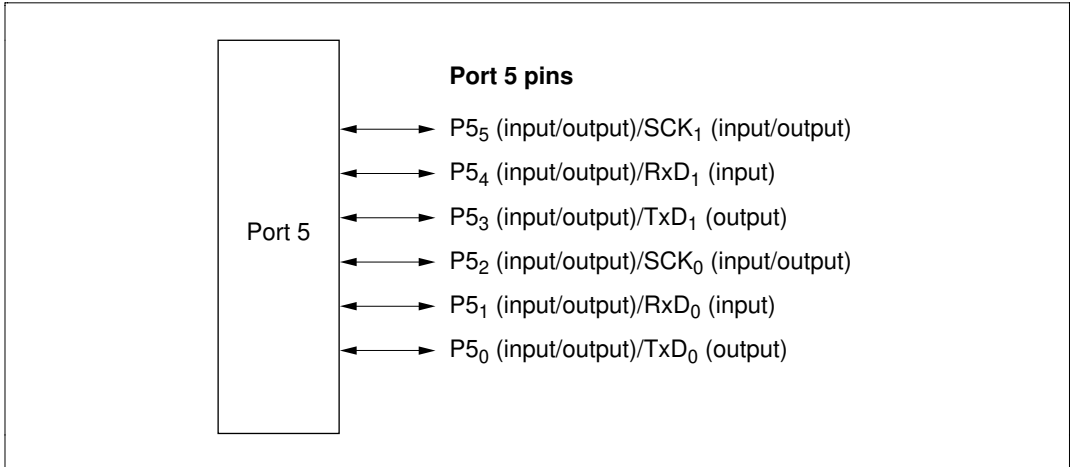 Port 5 pins
P5₅ (input/output)/SCK₁ (input/output)
P5₄ (input/output)/RxD₁ (input)
P5₃ (input/output)/TxD₁ (output)
Port 5
P5₂ (input/output)/SCK₀ (input/output)
P5₁ (input/output)/RxD₀ (input)
P5₀ (input/output)/TxD₀ (output)